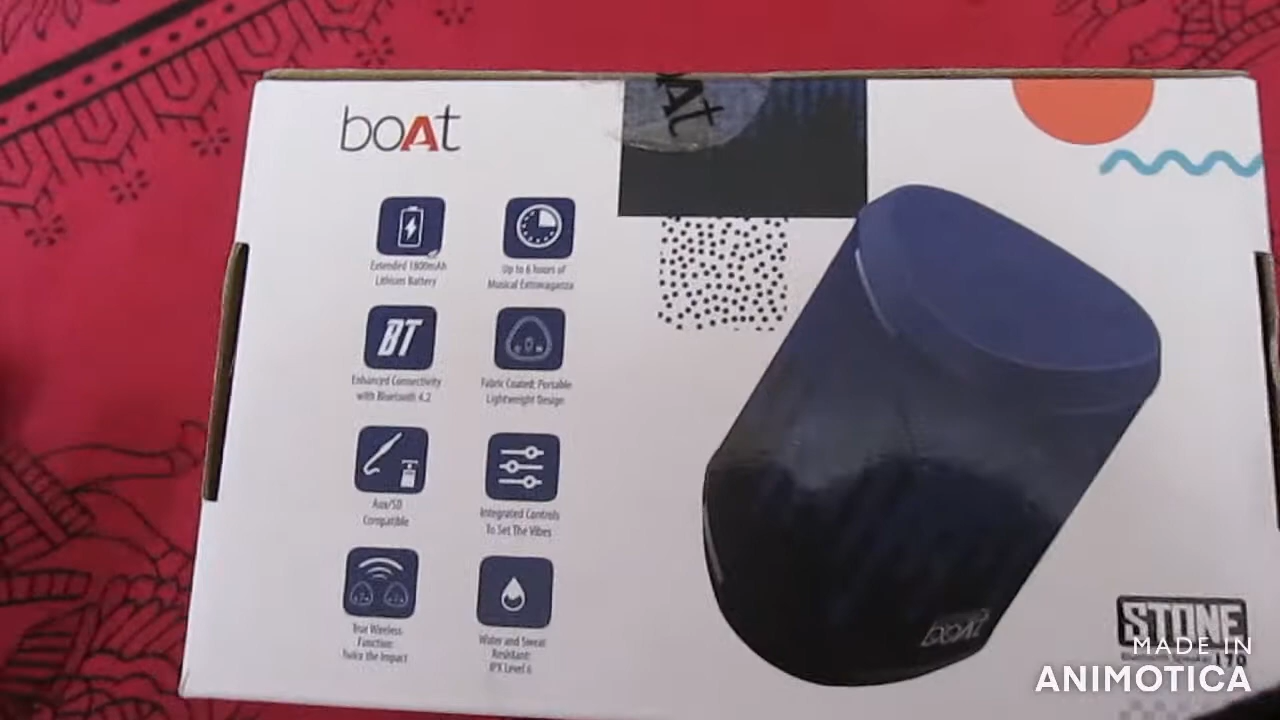 boAt
At
Extended 1800mAh
Lithium Battery
Up to 6 hours of
Musical Extravaganza
BT
Enhanced Connectivity
with Bluetooth 4.2
Fabric Coated; Portable
Lightweight Design
Aux/SD
Compatible
Integrated Controls
To Set The Vibes
True Wireless
Function:
Twice the Impact
Water and Sweat
Resistant:
IPX Level 6
boAt
STONE
170
MADE IN
ANIMOTICA